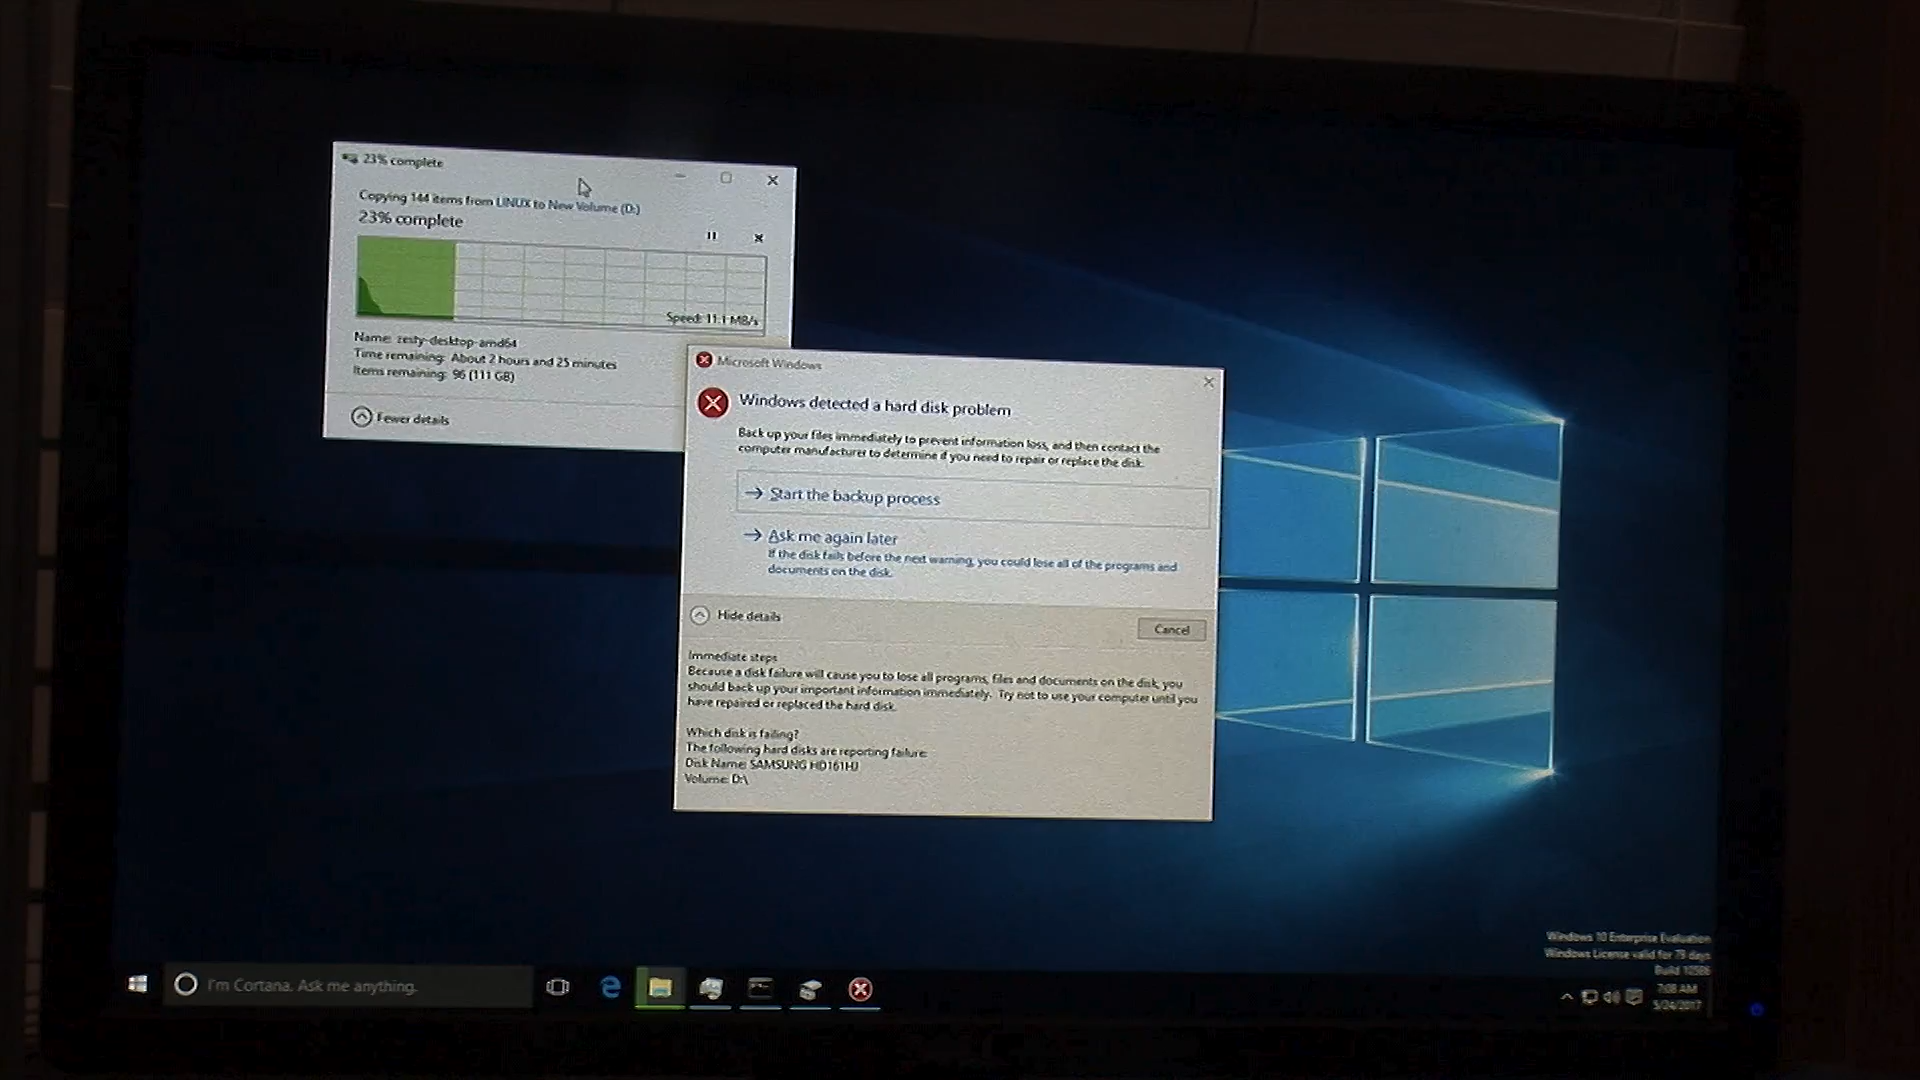 23% complete
Copying 144 items from LINUX to New Volume (D:)
23% complete
Speed: 11.1 MB/s
Name: zesty-desktop-amd64
Time remaining: About 2 hours and 25 minutes
Items remaining: 96 (111 GB)
Fewer details
Microsoft Windows
Windows detected a hard disk problem
Back up your files immediately to prevent information loss, and then contact the
computer manufacturer to determine if you need to repair or replace the disk.
Start the backup process
Ask me again later
If the disk fails before the next warning, you could lose all of the programs and
documents on the disk.
Hide details
Cancel
Immediate steps
Because a disk failure will cause you to lose all programs, files and documents on the disk, you
should back up your important information immediately. Try not to use your computer until you
have repaired or replaced the hard disk.
Which disk is failing?
The following hard disks are reporting failure:
Disk Name: SAMSUNG HD161HJ
Volume: D:\
Windows 10 Enterprise Evaluation
Windows License valid for 79 days
Build 10586
I'm Cortana. Ask me anything.
7:08 AM
5/24/2017